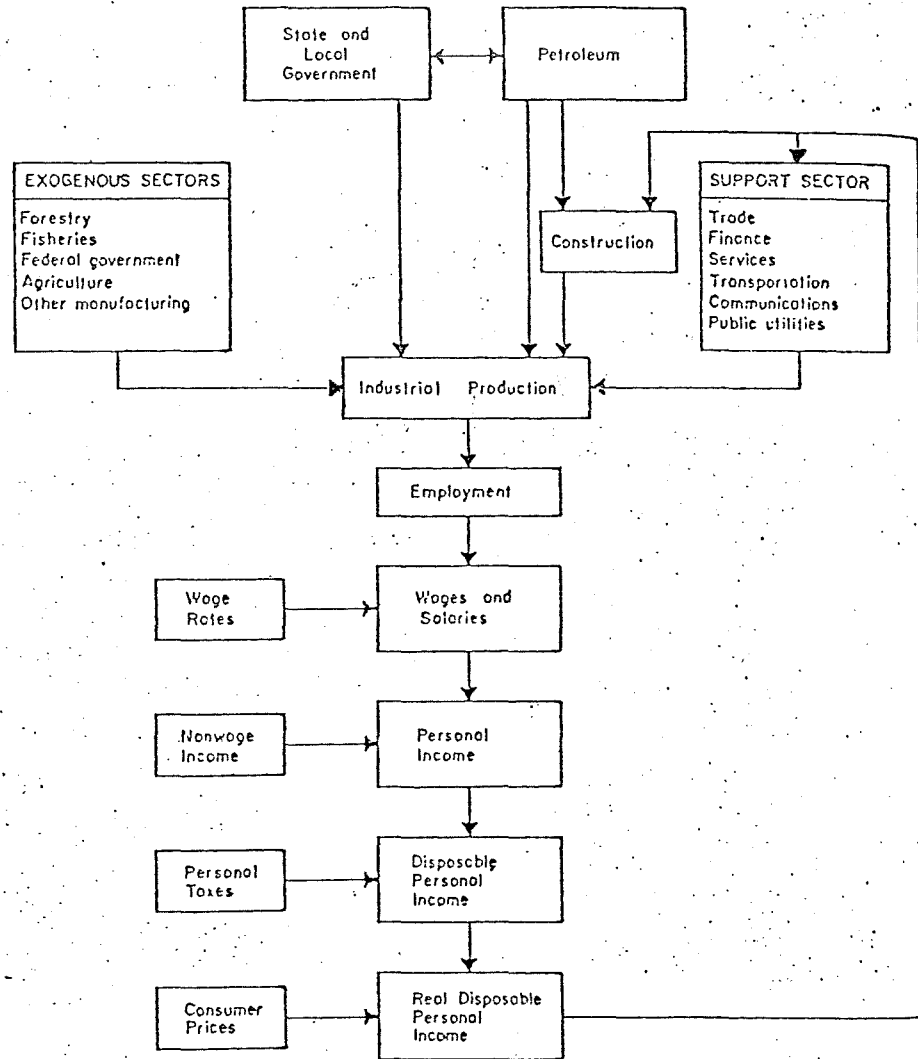 State and
Local
Government
Petroleum
EXOGENOUS SECTORS
Forestry
Fisheries
Federal government
Agriculture
Other manufacturing
Construction
SUPPORT SECTOR
Trade
Finance
Services
Transportation
Communications
Public utilities
Industrial Production
Employment
Wage
Rates
Wages and
Salaries
Nonwage
Income
Personal
Income
Personal
Taxes
Disposable
Personal
Income
Consumer
Prices
Real Disposable
Personal
Income